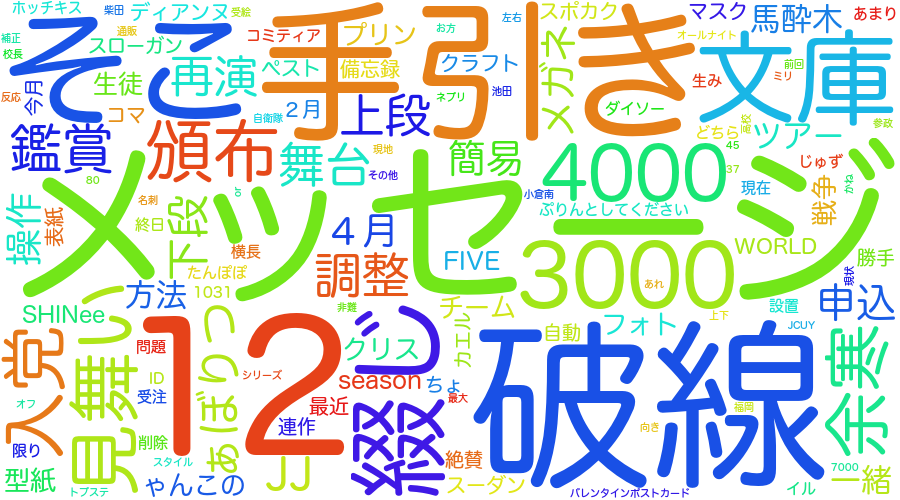 ホッチキス
柴田
ディアンヌ
受絵
そこ
手引き
お方
左右
スポカク
マスク
馬酔木
あまり
補正
通販
スローガン
コミティア
プリン
オールナイト
文庫
校長
生徒
再演
ペスト
備忘録
クラフト
メガネ
生み
前回
ミリ
反応
今月
コマ
2月
上段
ネプリ
池田
ダイソー
どちら
高校
ツアー
参政
自衛隊
鑑賞
頒布
舞台
現地
その他
簡易
4000
45
37
じゅず
かね
メッセージ
80
名刺
or
小倉南
現在
戦争
操作
表紙
終日
下段
4月
ぷりんとしてください
横長
FIVE
WORLD
勝手
たんぽぽ
1031
調整
3000
あれ
現状
SHINee
方法
非難
チーム
上下
設置
申込
入党
見舞い
12
問題
クリス
綴じ
カエル
自動
フォト
JCUY
余寒
ID
シリーズ
season
ちょ
オフ
受注
あぼりつ
最近
最大
破線
福岡
限り
削除
連作
向き
スタイル
絶賛
7000
型紙
ゃんこの
スーダン
イル
一緒
トプステ
バレンタインポストカード